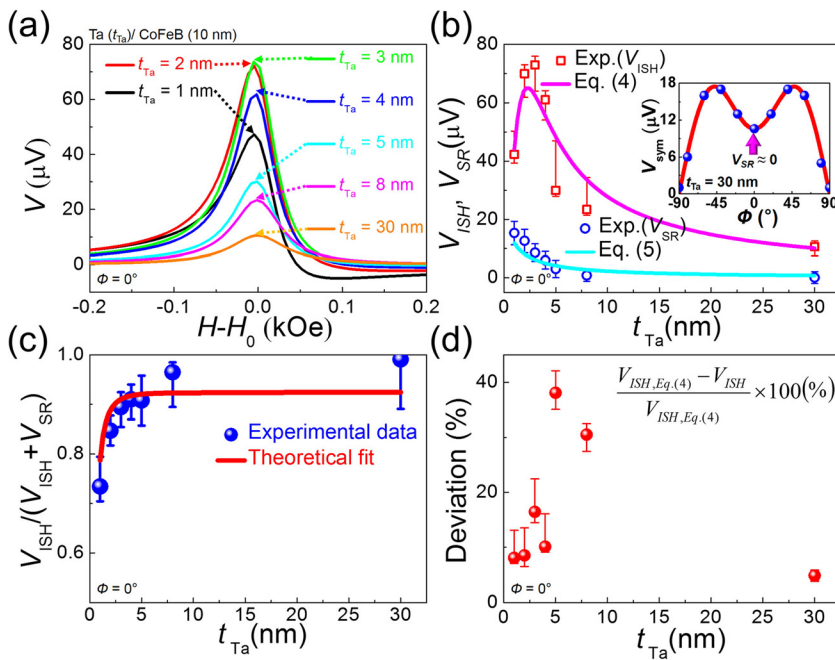 (a)
Ta (tTa)/ CoFeB (10 nm)
80
60
40
20
0
V (μV)
tTa = 2 nm
tTa = 1 nm
tTa = 3 nm
tTa = 4 nm
tTa = 5 nm
tTa = 8 nm
tTa = 30 nm
Φ = 0°
-0.2 -0.1 0.0 0.1 0.2
H-H0 (kOe)
(b)
80
60
40
20
0
VISH, VSR (μV)
Exp.(VISH)
Eq. (4)
18
12
6
0
Vsym (μV)
VSR ≈ 0
tTa = 30 nm
-90 -45 0 45 90
Φ (°)
Exp.(VSR)
Eq. (5)
Φ = 0°
0 5 10 15 20 25 30
tTa(nm)
(c)
1.0
0.9
0.8
0.7
0.6
VISH/(VISH+VSR)
Experimental data
Theoretical fit
Φ = 0°
0 5 10 15 20 25 30
tTa(nm)
(d)
40
20
0
Deviation (%)
VISH,Eq.(4) − VISH
VISH,Eq.(4)
×100(%)
Φ = 0°
0 5 10 15 20 25 30
tTa(nm)